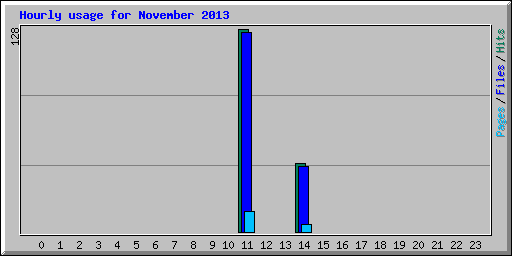 Hourly usage for November 2013
128
Pages/Files/Hits
0 1 2 3 4 5 6 7 8 9 10 11 12 13 14 15 16 17 18 19 20 21 22 23